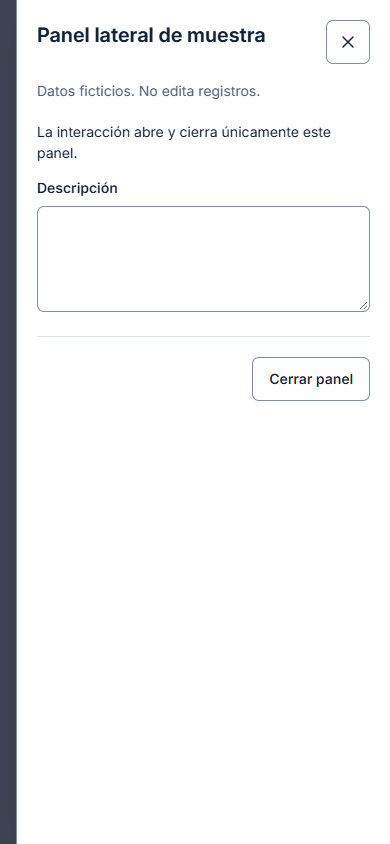 Panel lateral de muestra
Datos ficticios. No edita registros.
La interacción abre y cierra únicamente este
panel.
Descripción
Cerrar panel